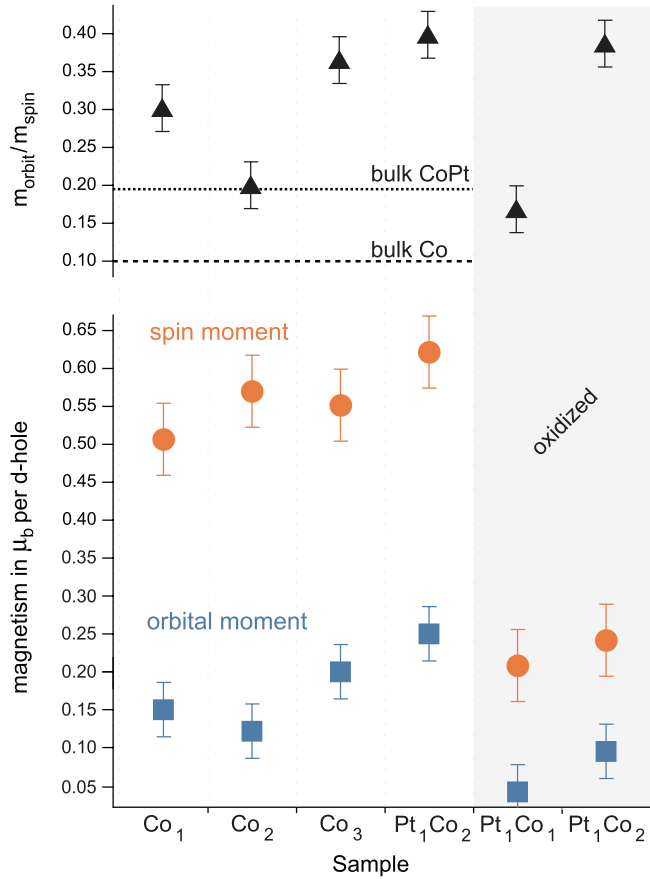 m_orbit/m_spin
0.40
0.35
0.30
0.25
0.20
0.15
0.10
bulk CoPt
bulk Co
magnetism in μ_b per d-hole
0.65
0.60
0.55
0.50
0.45
0.40
0.35
0.30
0.25
0.20
0.15
0.10
0.05
spin moment
orbital moment
oxidized
Co_1 Co_2 Co_3 Pt_1Co_2 Pt_1Co_1 Pt_1Co_2
Sample